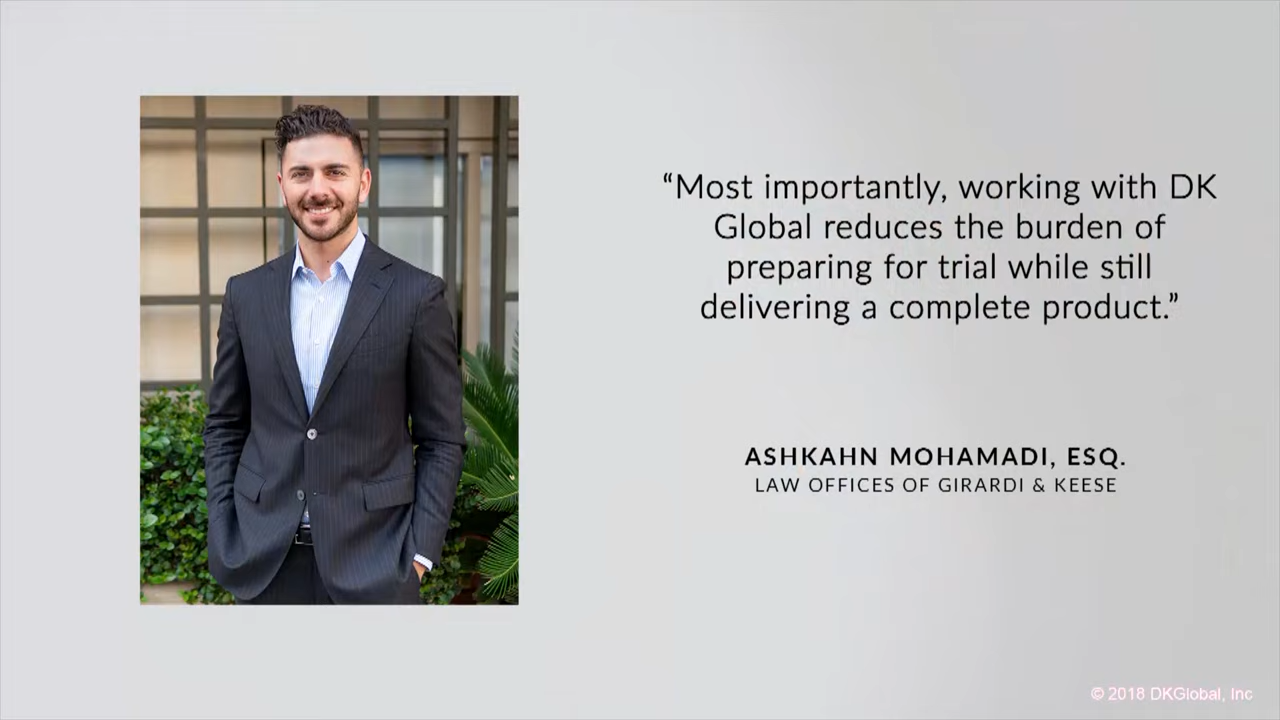 “Most importantly, working with DK
Global reduces the burden of
preparing for trial while still
delivering a complete product.”
ASHKAHN MOHAMADI, ESQ.
LAW OFFICES OF GIRARDI & KEESE
© 2018 DKGlobal, Inc